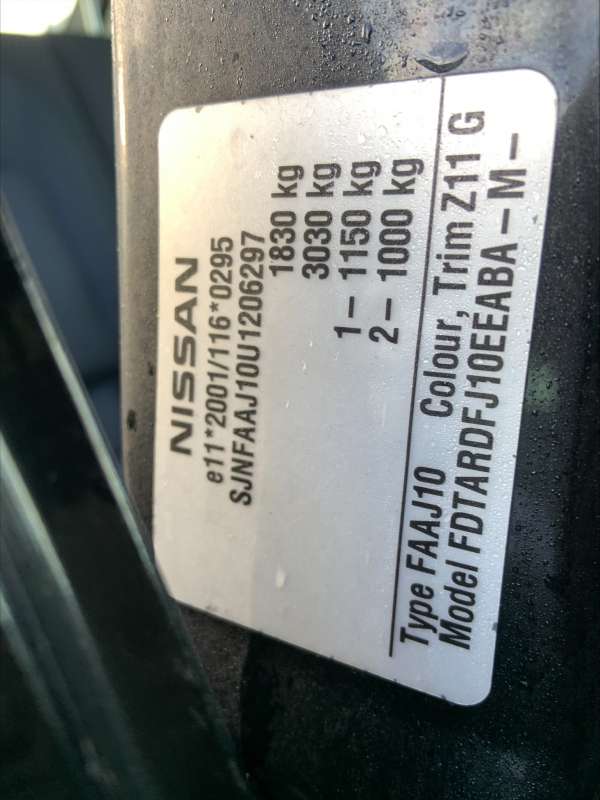 NISSAN
e11*2001/116*0295
SJNFAAJ10U1206297
1830 kg
3030 kg
1– 1150 kg
2– 1000 kg
Type FAAJ10 Colour, Trim Z11 G
Model FDTARDFJ10EEABA – M –